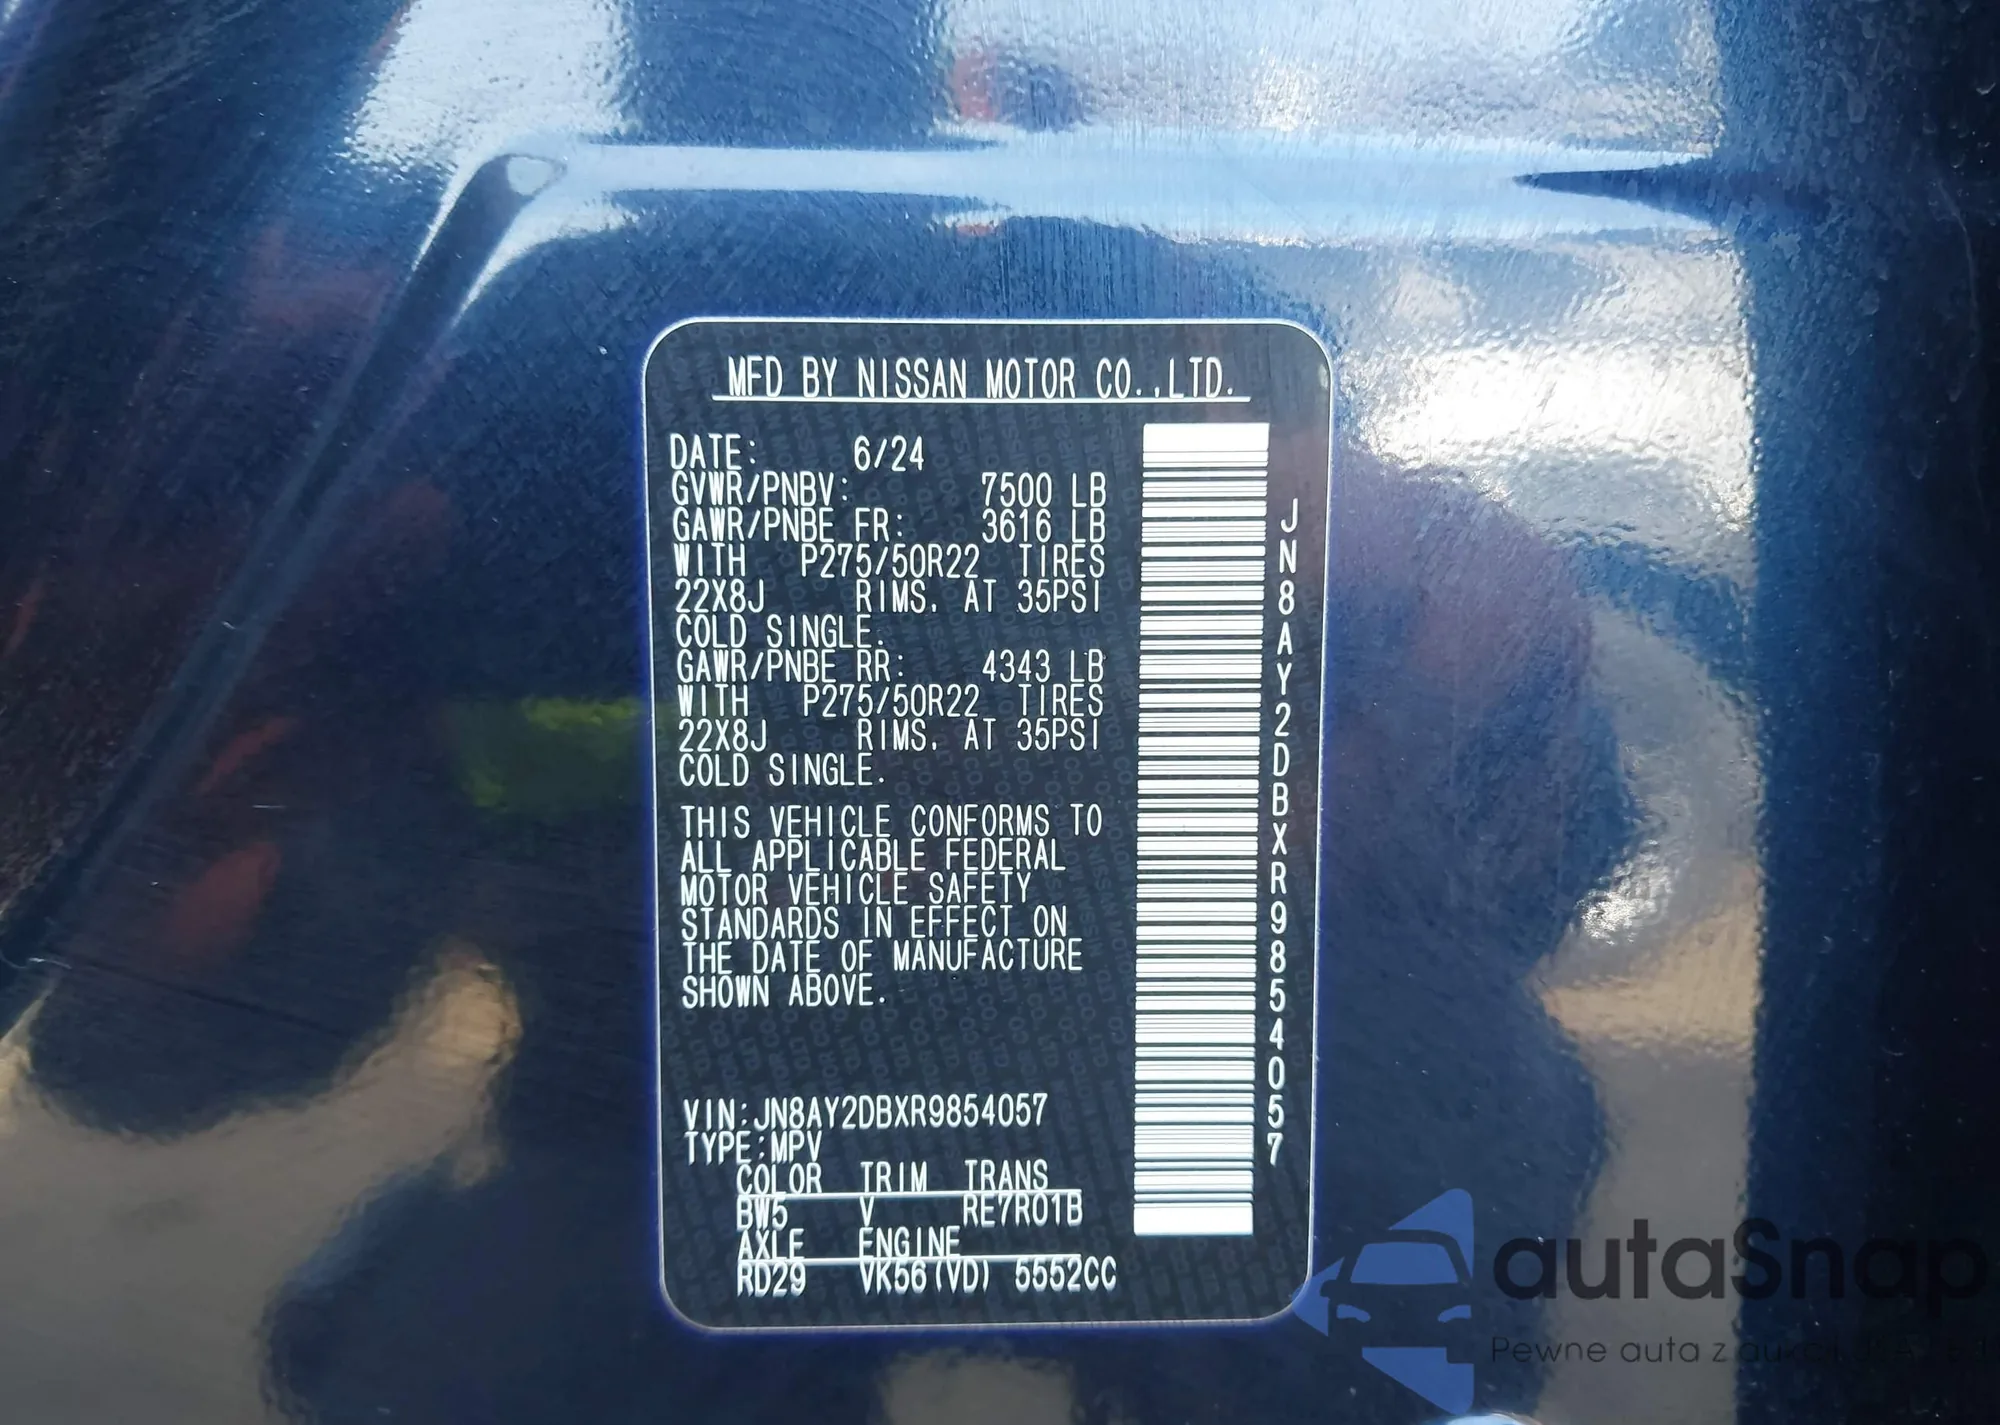 MFD BY NISSAN MOTOR CO.,LTD.
DATE: 6/24
GVWR/PNBV: 7500 LB
GAWR/PNBE FR: 3616 LB
WITH P275/50R22 TIRES
22X8J RIMS. AT 35PSI
COLD SINGLE.
GAWR/PNBE RR: 4343 LB
WITH P275/50R22 TIRES
22X8J RIMS. AT 35PSI
COLD SINGLE.
THIS VEHICLE CONFORMS TO
ALL APPLICABLE FEDERAL
MOTOR VEHICLE SAFETY
STANDARDS IN EFFECT ON
THE DATE OF MANUFACTURE
SHOWN ABOVE.
VIN:JN8AY2DBXR9854057
TYPE:MPV
COLOR TRIM TRANS
BW5 V RE7R01B
AXLE ENGINE
RD29 VK56(VD) 5552CC
JN8AY2DBXR9854057
autaSnap
Pewne auta z